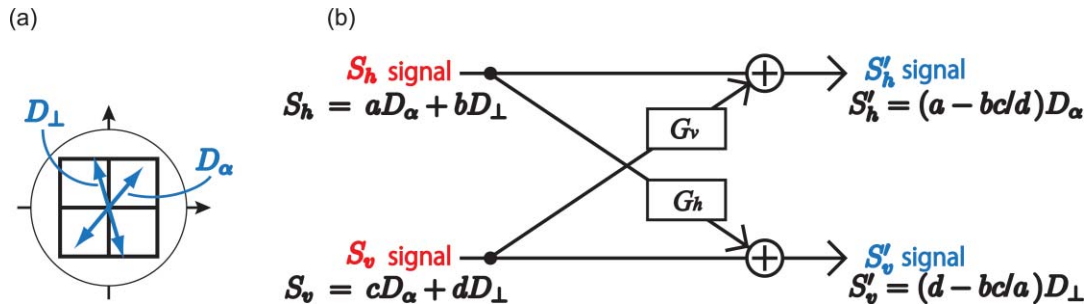 (a)
(b)
D⊥
Dα
Sh signal
Sh = aDα + bD⊥
Gv
S′h signal
S′h = (a − bc/d)Dα
Gh
Sv signal
Sv = cDα + dD⊥
S′v signal
S′v = (d − bc/a)D⊥